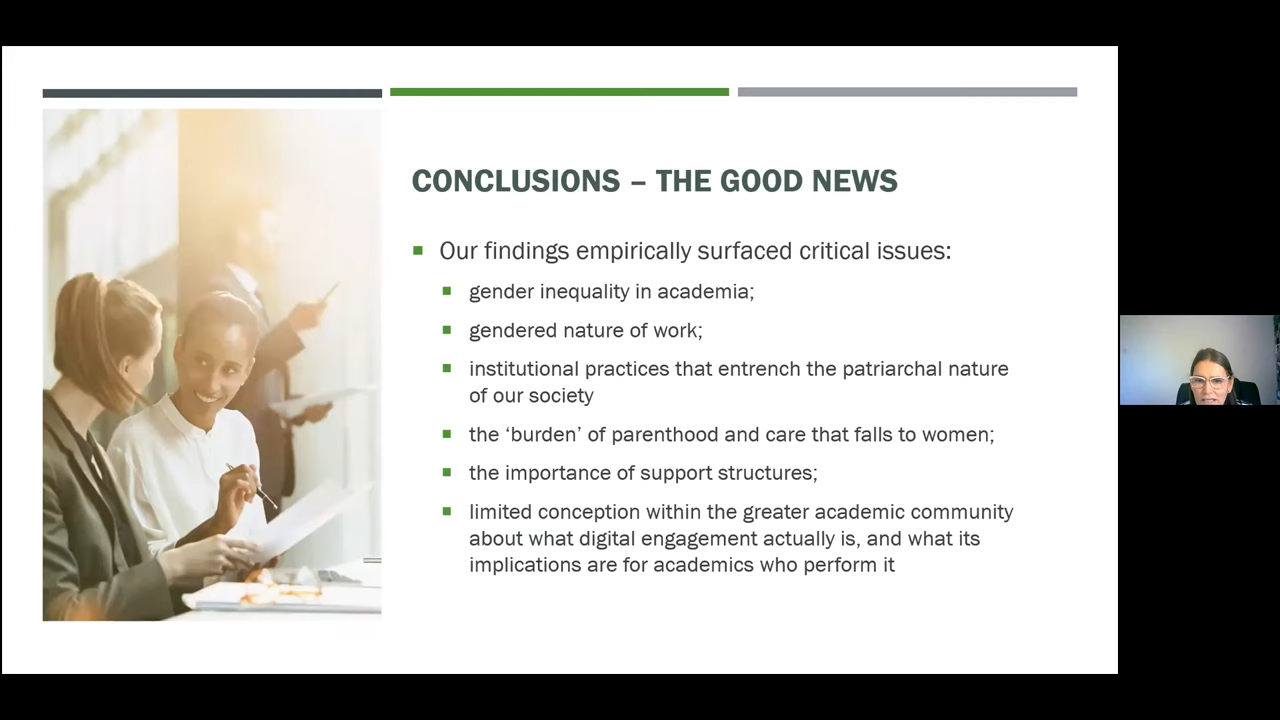 CONCLUSIONS – THE GOOD NEWS
Our findings empirically surfaced critical issues:
gender inequality in academia;
gendered nature of work;
institutional practices that entrench the patriarchal nature
of our society
the ‘burden’ of parenthood and care that falls to women;
the importance of support structures;
limited conception within the greater academic community
about what digital engagement actually is, and what its
implications are for academics who perform it